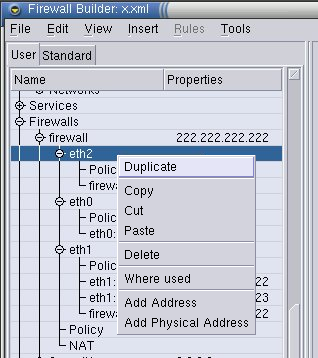 Firewall Builder: x.xml
File Edit View Insert Rules Tools
User Standard
Name Properties
Networks
Services
Firewalls
firewall 222.222.222.222
eth2
Duplicate
Polic
Copy
firewa
eth0
Cut
Polic
Paste
eth0:
eth1
Delete
Polic
Where used
eth1: 22
eth1: 23
Add Address
firewa 22
Add Physical Address
Policy
NAT